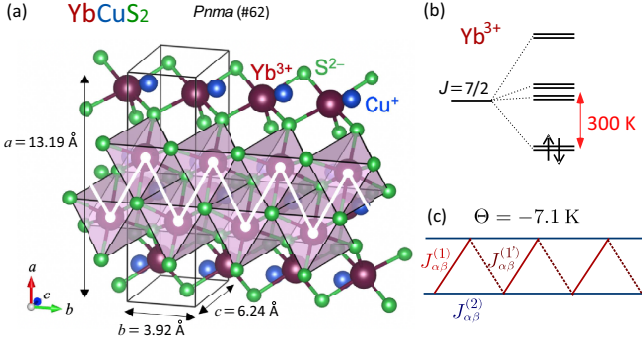 (a)
YbCuS2
Pnma (#62)
Yb3+
S2−
Cu+
a = 13.19 Å
b = 3.92 Å
c = 6.24 Å
a
c
b
(b)
Yb3+
J = 7/2
300 K
(c)
Θ = −7.1 K
J(1)αβ
J(1')αβ
J(2)αβ